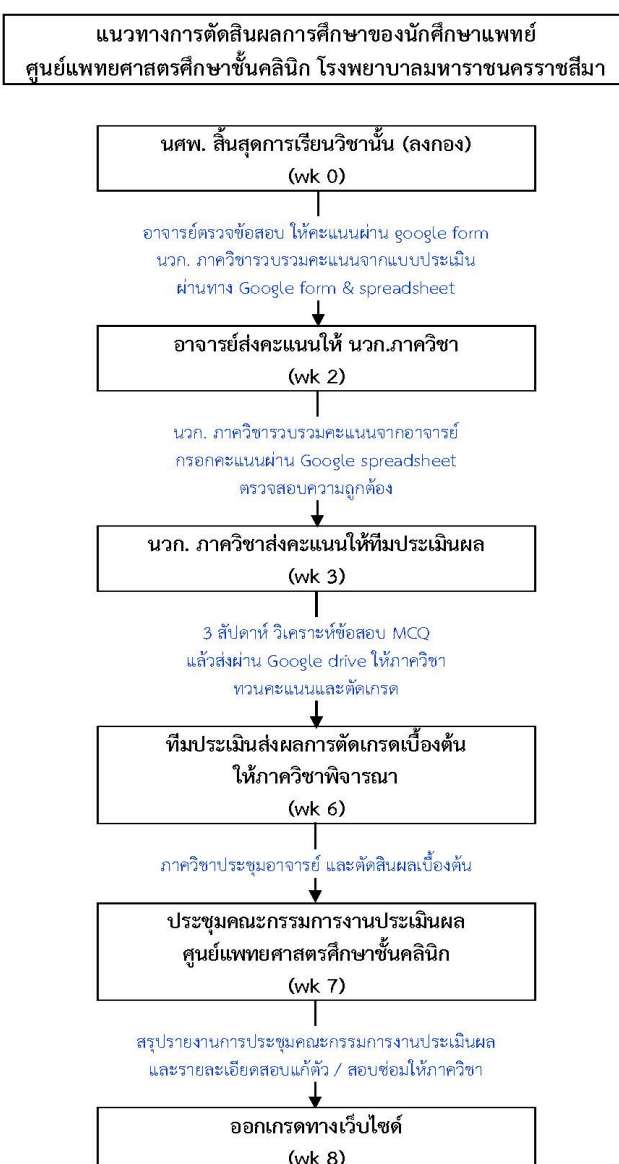 แนวทางการตัดสินผลการศึกษาของนักศึกษาแพทย์
ศูนย์แพทยศาสตรศึกษาชั้นคลินิก โรงพยาบาลมหาราชนครราชสีมา
นศพ. สิ้นสุดการเรียนวิชานั้น (ลงกอง)
(wk 0)
อาจารย์ตรวจข้อสอบ ให้คะแนนผ่าน google form
นวก. ภาควิชารวบรวมคะแนนจากแบบประเมิน
ผ่านทาง Google form & spreadsheet
อาจารย์ส่งคะแนนให้ นวก.ภาควิชา
(wk 2)
นวก. ภาควิชารวบรวมคะแนนจากอาจารย์
กรอกคะแนนผ่าน Google spreadsheet
ตรวจสอบความถูกต้อง
นวก. ภาควิชาส่งคะแนนให้ทีมประเมินผล
(wk 3)
3 สัปดาห์ วิเคราะห์ข้อสอบ MCQ
แล้วส่งผ่าน Google drive ให้ภาควิชา
ทวนคะแนนและตัดเกรด
ทีมประเมินส่งผลการตัดเกรดเบื้องต้น
ให้ภาควิชาพิจารณา
(wk 6)
ภาควิชาประชุมอาจารย์ และตัดสินผลเบื้องต้น
ประชุมคณะกรรมการงานประเมินผล
ศูนย์แพทยศาสตรศึกษาชั้นคลินิก
(wk 7)
สรุปรายงานการประชุมคณะกรรมการงานประเมินผล
และรายละเอียดสอบแก้ตัว / สอบซ่อมให้ภาควิชา
ออกเกรดทางเว็บไซต์
(wk 8)